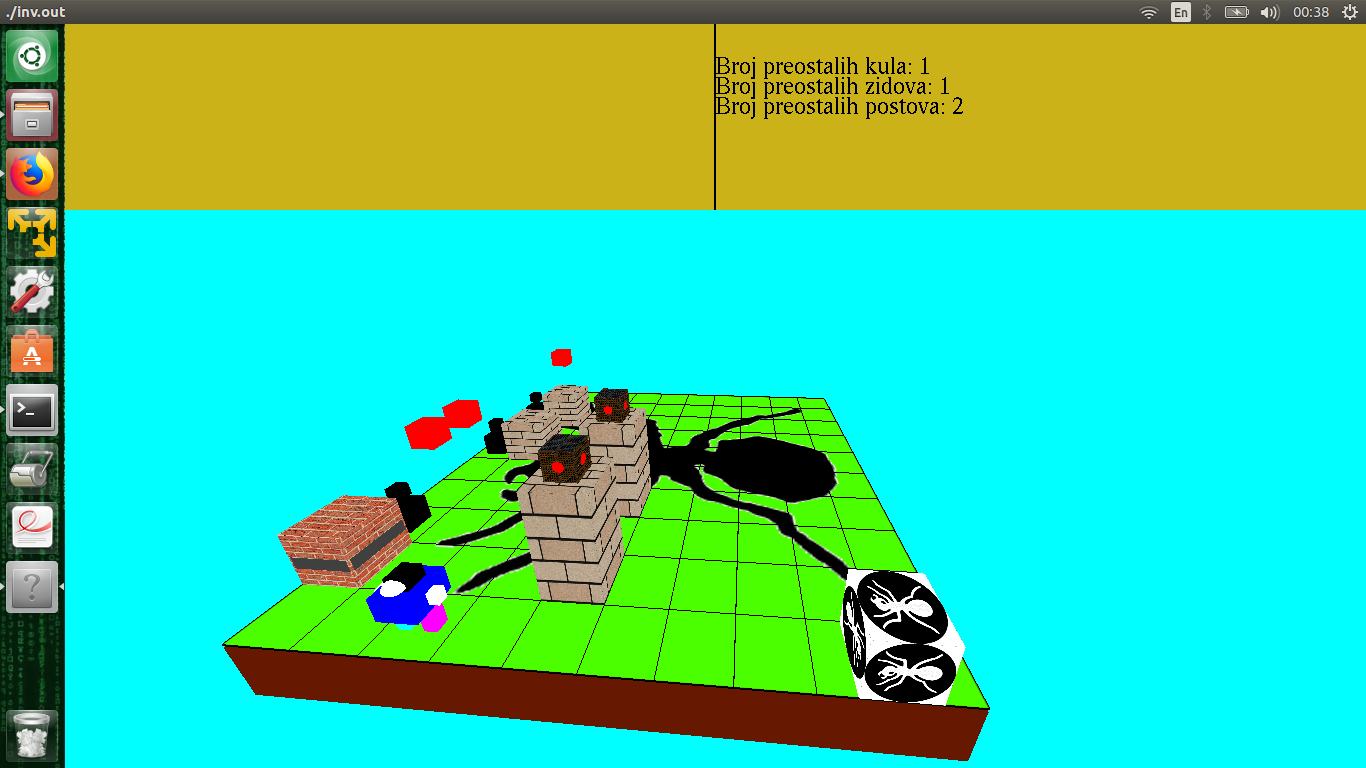 ./inv.out
En
00:38
Broj preostalih kula: 1
Broj preostalih zidova: 1
Broj preostalih postova: 2